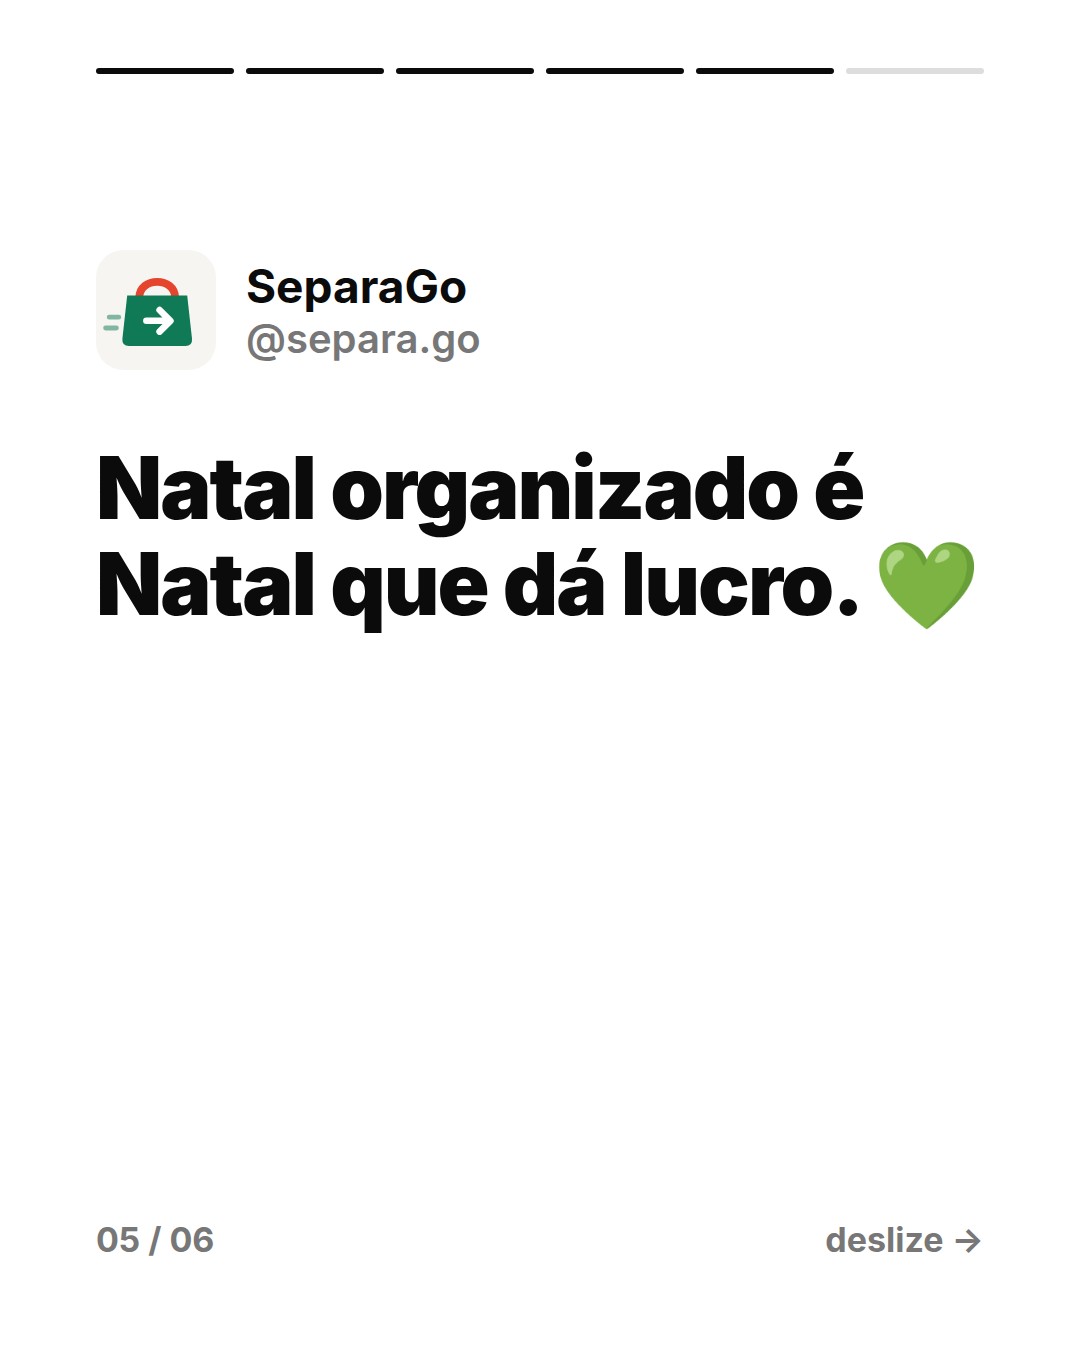 SeparaGo
@separa.go
Natal organizado é
Natal que dá lucro. 💚
05 / 06
deslize →